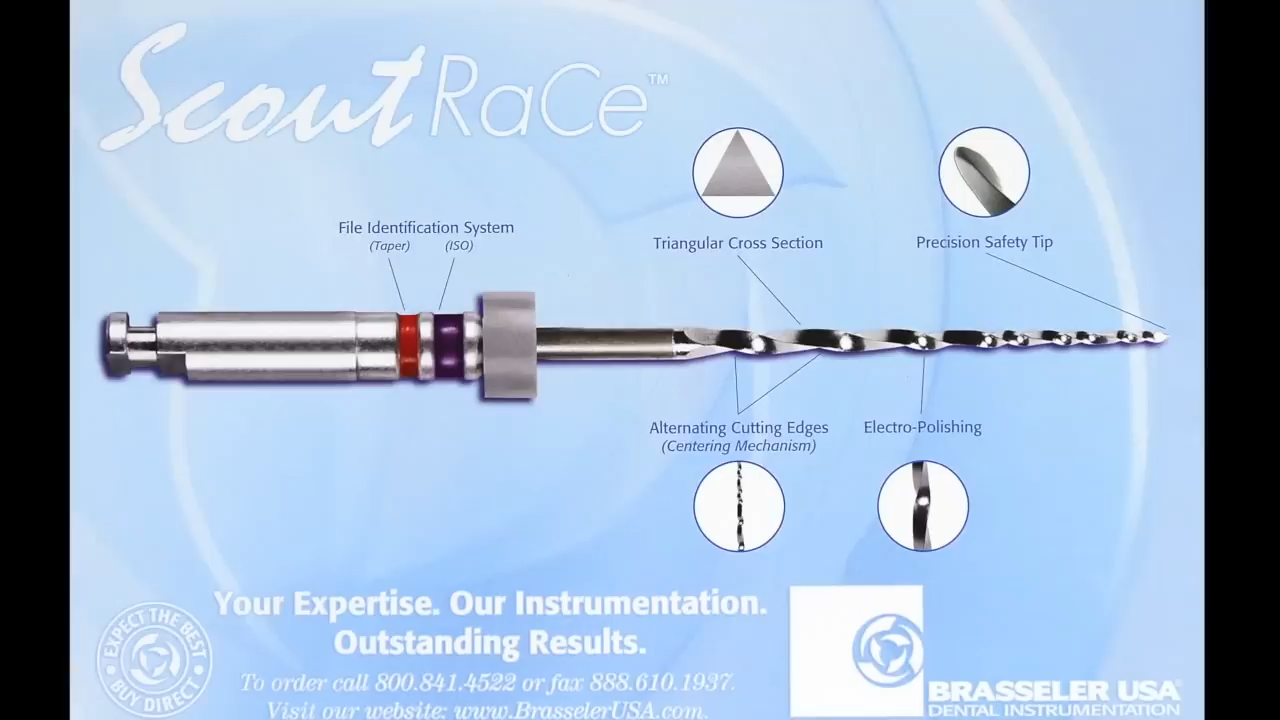 Scout RaCe™
File Identification System
(Taper) (ISO)
Triangular Cross Section
Precision Safety Tip
Alternating Cutting Edges
(Centering Mechanism)
Electro-Polishing
Your Expertise. Our Instrumentation.
Outstanding Results.
To order call 800.841.4522 or fax 888.610.1937.
Visit our website: www.BrasselerUSA.com.
EXPECT THE BEST
BUY DIRECT
BRASSELER USA®
DENTAL INSTRUMENTATION